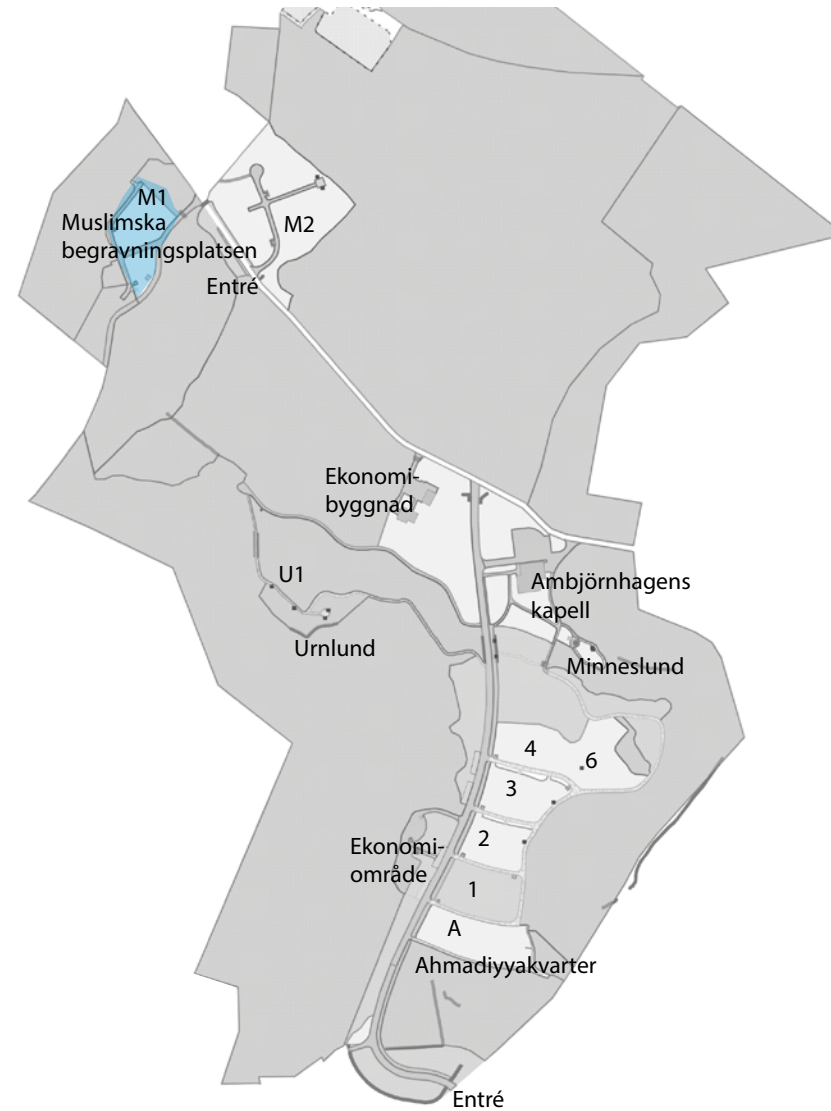 M1
Muslimska
begravningsplatsen
M2
Entré
Ekonomi-
byggnad
U1
Urnlund
Ambjörnhagens
kapell
Minneslund
4
6
3
2
Ekonomi-
område
1
A
Ahmadiyyakvarter
Entré